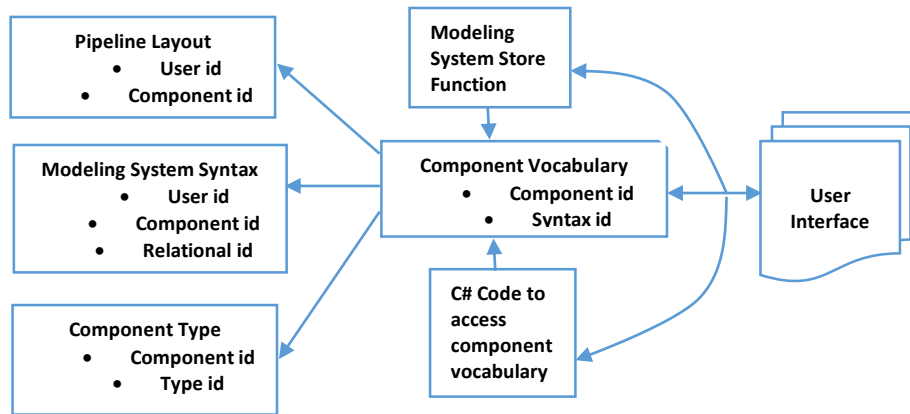 Pipeline Layout
• User id
• Component id
Modeling System Store Function
Modeling System Syntax
• User id
• Component id
• Relational id
Component Vocabulary
• Component id
• Syntax id
User
Interface
Component Type
• Component id
• Type id
C# Code to
access
component
vocabulary